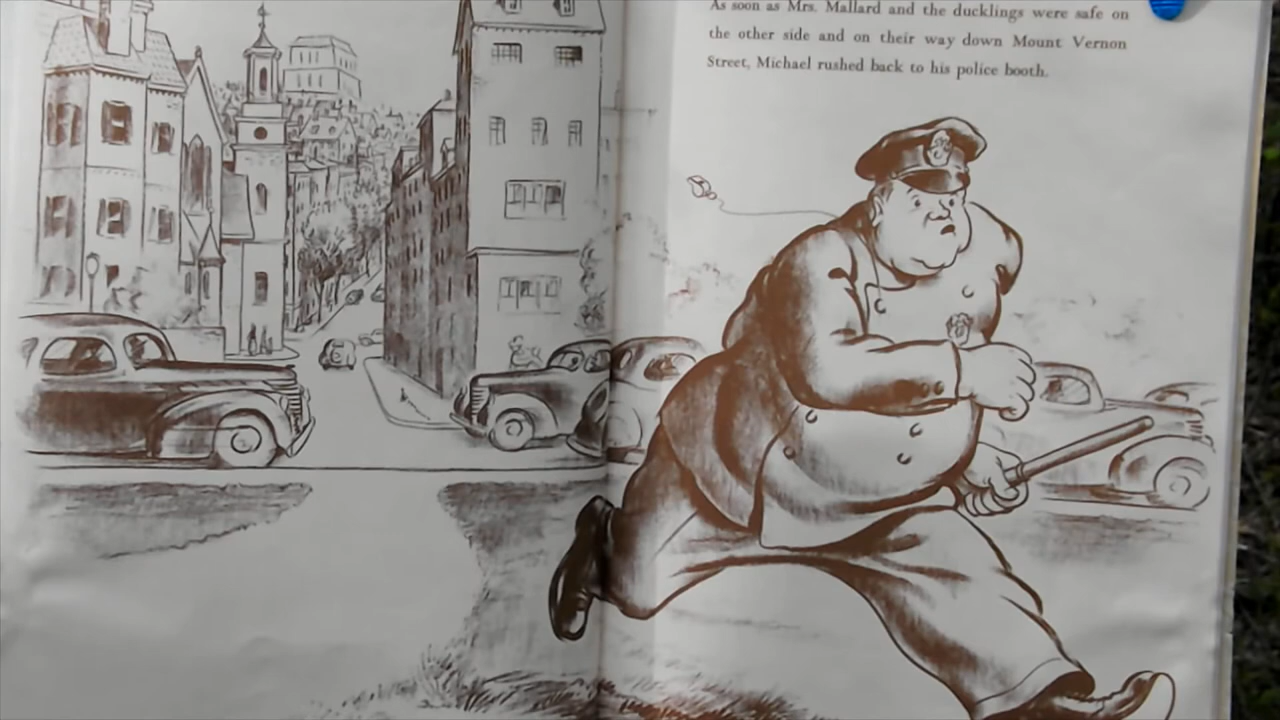 As soon as Mrs. Mallard and the ducklings were safe on
the other side and on their way down Mount Vernon
Street, Michael rushed back to his police booth.